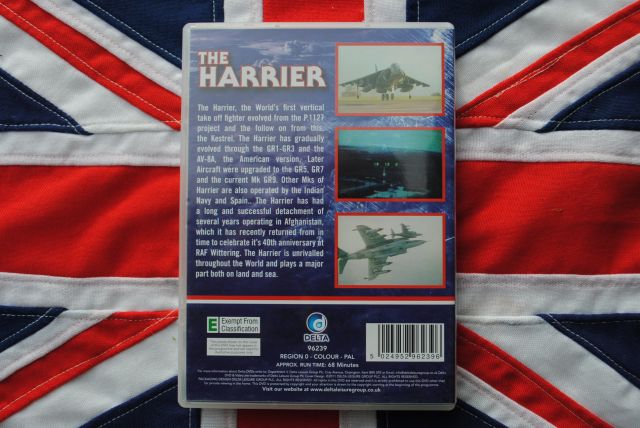 THE
HARRIER
The Harrier, the World's first vertical
take off fighter evolved from the P.1127
project and the follow on from this,
the Kestrel. The Harrier has gradually
evolved through the GR1-GR3 and the
AV-8A, the American version. Later
Aircraft were upgraded to the GR5, GR7
and the current Mk GR9. Other Mks of
Harrier are also operated by the Indian
Navy and Spain. The Harrier has had
a long and successful detachment of
several years operating in Afghanistan,
which it has recently returned from in
time to celebrate it's 40th anniversary at
RAF Wittering. The Harrier is unrivalled
throughout the World and plays a major
part both on land and sea.
E Exempt From
Classification
DELTA
96239
REGION 0 - COLOUR - PAL
APPROX. RUN TIME: 68 Minutes
5 024952 962396
Visit our website at www.deltaleisuregroup.co.uk